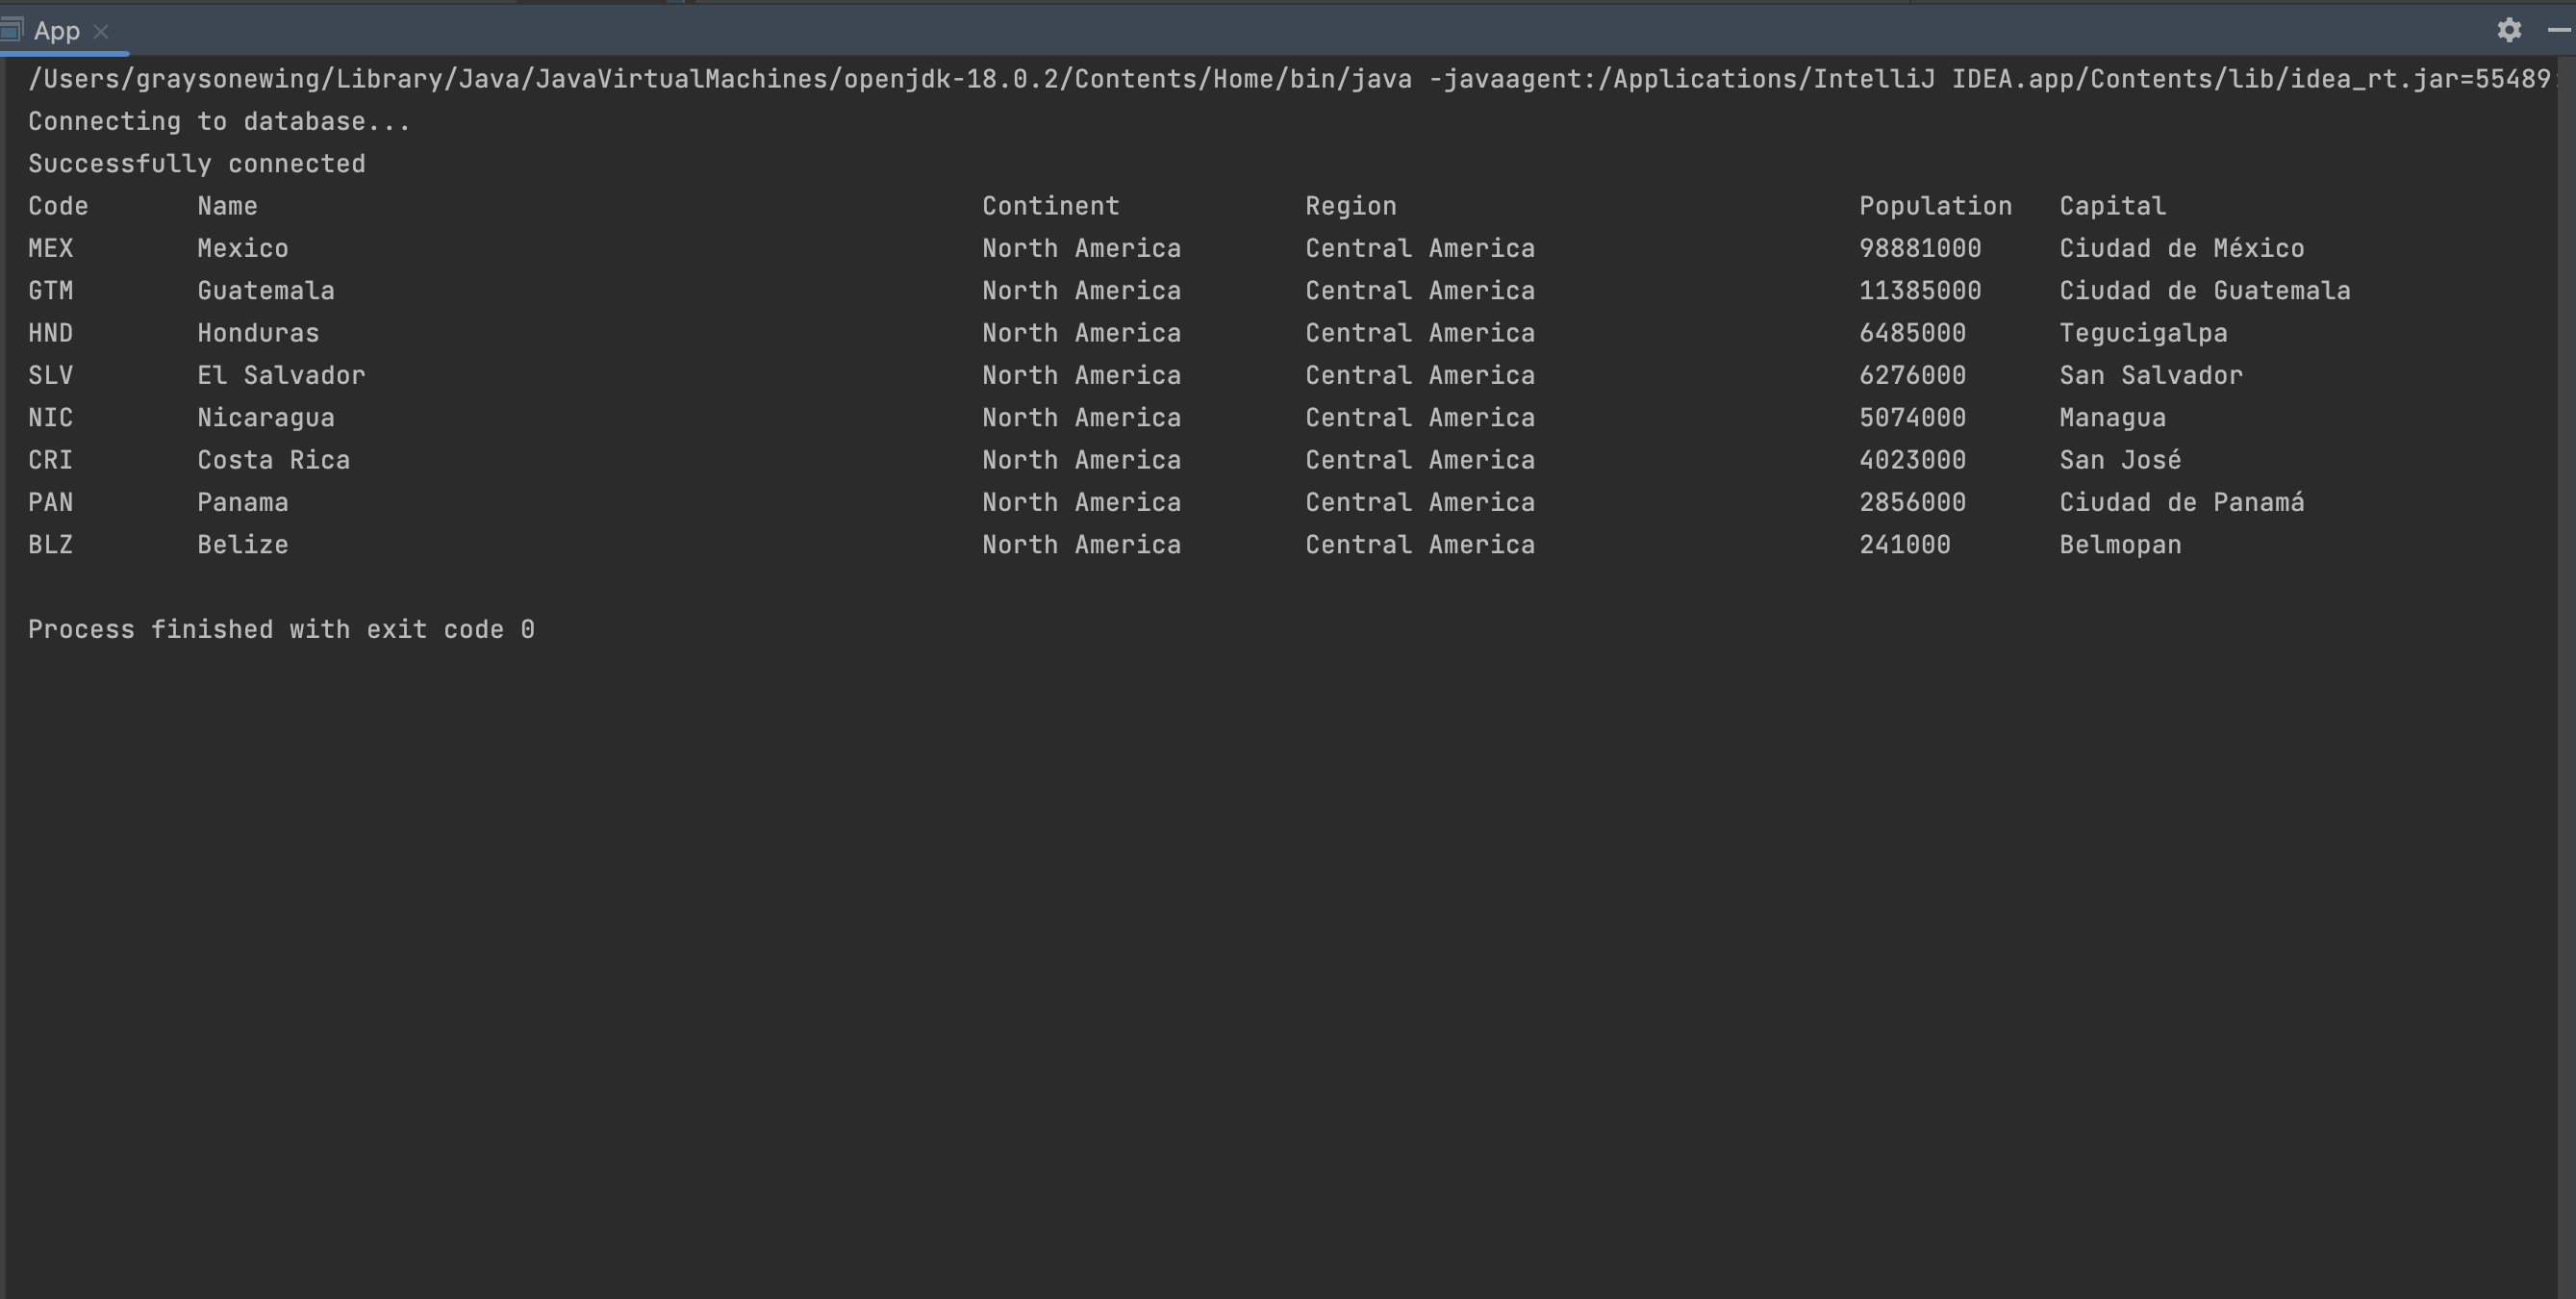 App
/Users/graysonewing/Library/Java/JavaVirtualMachines/openjdk-18.0.2/Contents/Home/bin/java -javaagent:/Applications/IntelliJ IDEA.app/Contents/lib/idea_rt.jar=55489:
Connecting to database...
Successfully connected
Code Name Continent Region Population Capital
MEX Mexico North America Central America 98881000 Ciudad de México
GTM Guatemala North America Central America 11385000 Ciudad de Guatemala
HND Honduras North America Central America 6485000 Tegucigalpa
SLV El Salvador North America Central America 6276000 San Salvador
NIC Nicaragua North America Central America 5074000 Managua
CRI Costa Rica North America Central America 4023000 San José
PAN Panama North America Central America 2856000 Ciudad de Panamá
BLZ Belize North America Central America 241000 Belmopan
Process finished with exit code 0